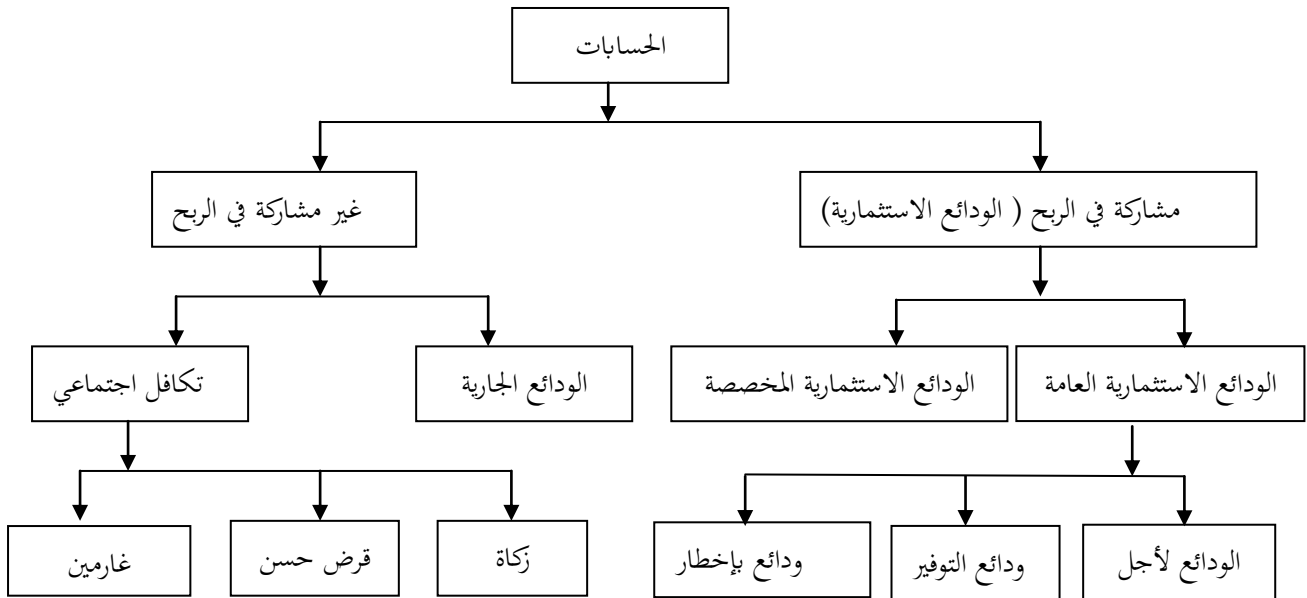 الحسابات
مشاركة في الربح ( الودائع الاستثمارية)
غير مشاركة في الربح
الودائع الاستثمارية العامة
الودائع الاستثمارية المخصصة
الودائع الجارية
تكافل اجتماعي
الودائع لأجل
ودائع التوفير
ودائع بإخطار
زكاة
قرض حسن
غارمين